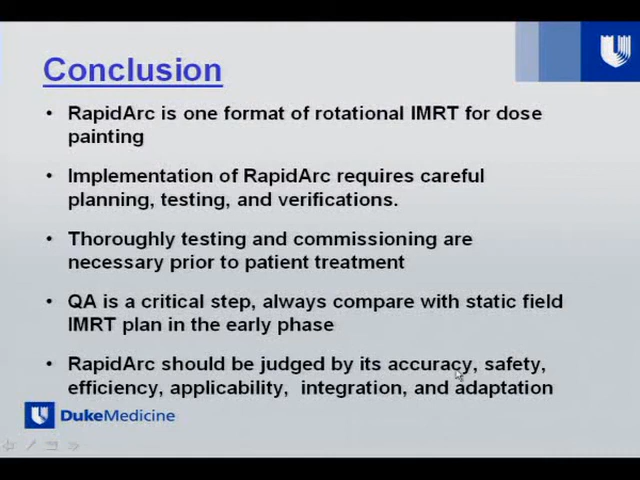 Conclusion
• RapidArc is one format of rotational IMRT for dose
painting
• Implementation of RapidArc requires careful
planning, testing, and verifications.
• Thoroughly testing and commissioning are
necessary prior to patient treatment
• QA is a critical step, always compare with static field
IMRT plan in the early phase
• RapidArc should be judged by its accuracy, safety,
efficiency, applicability, integration, and adaptation
DukeMedicine